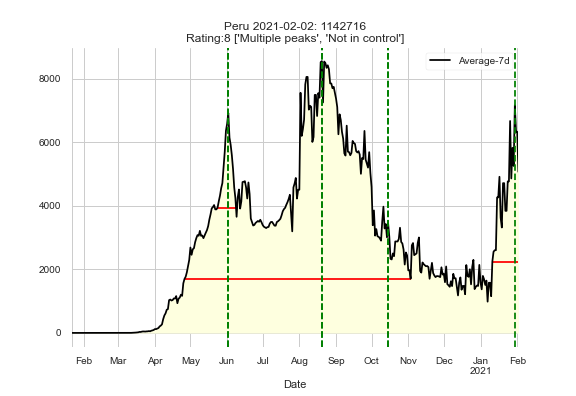 Peru 2021-02-02: 1142716
Rating:8 ['Multiple peaks', 'Not in control']
Average-7d
8000
6000
4000
2000
0
Feb Mar Apr May Jun Jul Aug Sep Oct Nov Dec Jan Feb
2021
Date